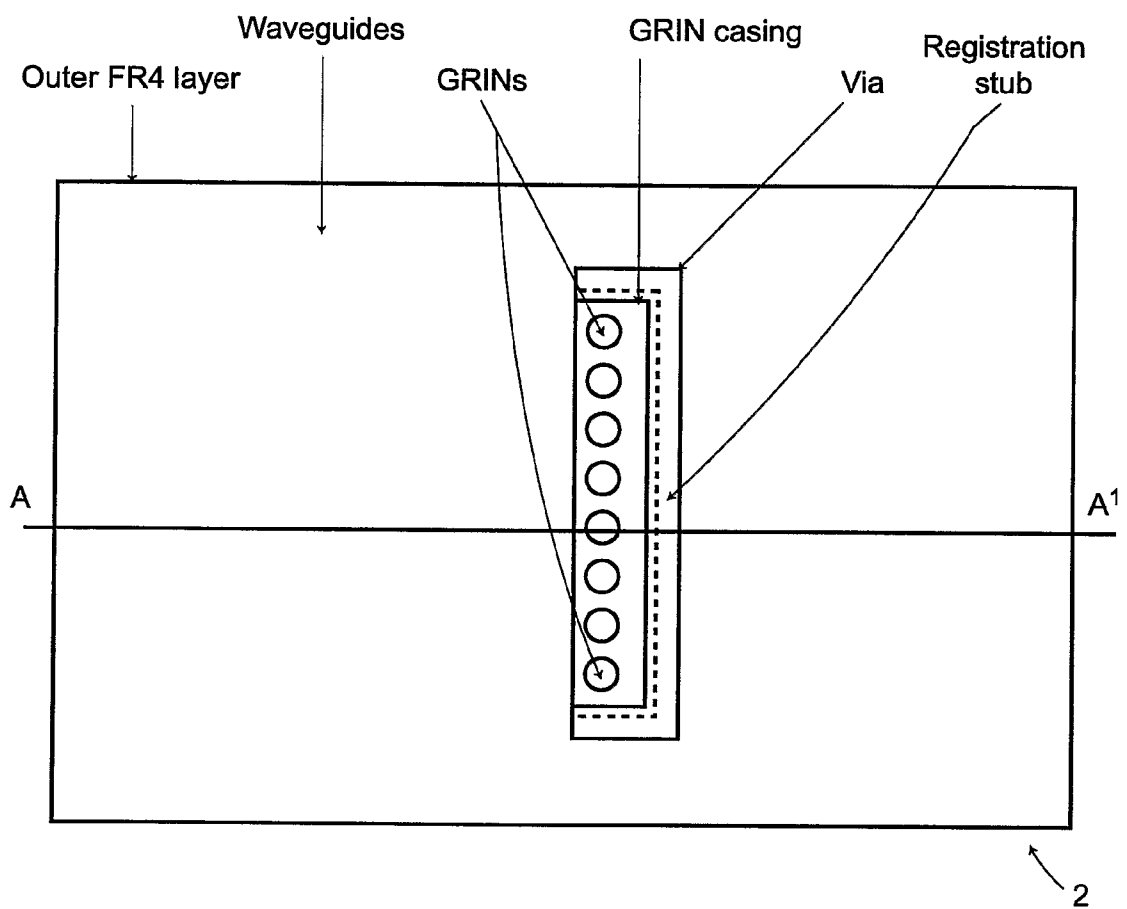 Waveguides
GRIN casing
Registration
stub
Outer FR4 layer
GRINs
Via
A
A¹
2